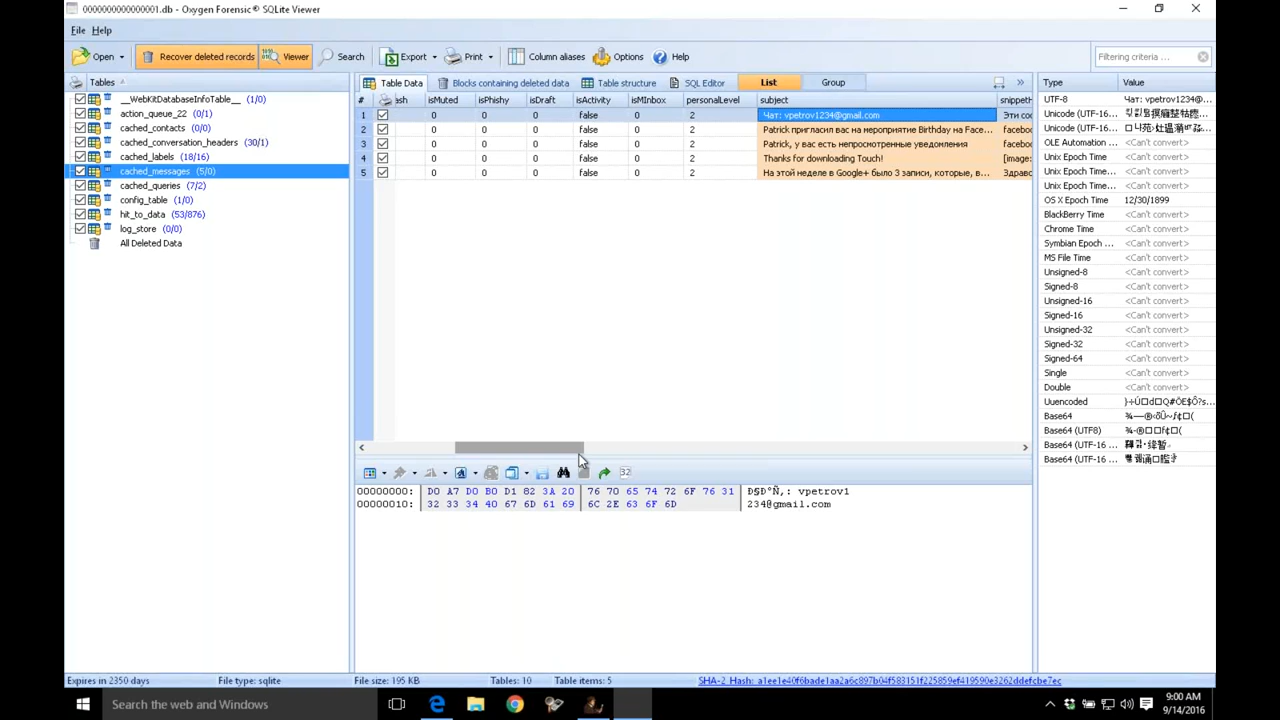 0000000000000001.db - Oxygen Forensic® SQLite Viewer
File Help
Open Recover deleted records Viewer Search Export Print Column aliases Options Help Filtering criteria ...
Tables
__WebKitDatabaseInfoTable__ (1/0)
action_queue_22 (0/1)
cached_contacts (0/0)
cached_conversation_headers (30/1)
cached_labels (18/16)
cached_messages (5/0)
cached_queries (7/2)
config_table (1/0)
hit_to_data (53/876)
log_store (0/0)
All Deleted Data
Table Data Blocks containing deleted data Table structure SQL Editor List Group
# ash isMuted isPhishy isDraft isActivity isMInbox personalLevel subject snippetH
1 0 0 0 false 0 2 Чат: vpetrov1234@gmail.com Эти соо
2 0 0 0 false 0 2 Patrick пригласил вас на мероприятие Birthday на Face... facebook
3 0 0 0 false 0 2 Patrick, у вас есть непросмотренные уведомления facebook
4 0 0 0 false 0 2 Thanks for downloading Touch! [image:
5 0 0 0 false 0 2 На этой неделе в Google+ было 3 записи, которые, в... Здравс
32
00000000: D0 A7 D0 B0 D1 82 3A 20 76 70 65 74 72 6F 76 31 Ð§Ð°Ñ‚: vpetrov1
00000010: 32 33 34 40 67 6D 61 69 6C 2E 63 6F 6D 234@gmail.com
Type Value
UTF-8 Чат: vpetrov1234@...
Unicode (UTF-16...
Unicode (UTF-16...
OLE Automation ... <Can't convert>
Unix Epoch Time <Can't convert>
Unix Epoch Time... <Can't convert>
Unix Epoch Time... <Can't convert>
OS X Epoch Time 12/30/1899
BlackBerry Time <Can't convert>
Chrome Time <Can't convert>
Symbian Epoch ... <Can't convert>
MS File Time <Can't convert>
Unsigned-8 <Can't convert>
Signed-8 <Can't convert>
Unsigned-16 <Can't convert>
Signed-16 <Can't convert>
Unsigned-32 <Can't convert>
Signed-32 <Can't convert>
Signed-64 <Can't convert>
Single <Can't convert>
Double <Can't convert>
Uuencoded
Base64
Base64 (UTF8)
Base64 (UTF-16 ...
Base64 (UTF-16 ...
Expires in 2350 days File type: sqlite File size: 195 KB Tables: 10 Table items: 5 SHA-2 Hash: a1ee1e40f6bade1aa2a6c897b04f583151f225859ef419590e3262ddefcbe7ec
Search the web and Windows
9:00 AM
9/14/2016